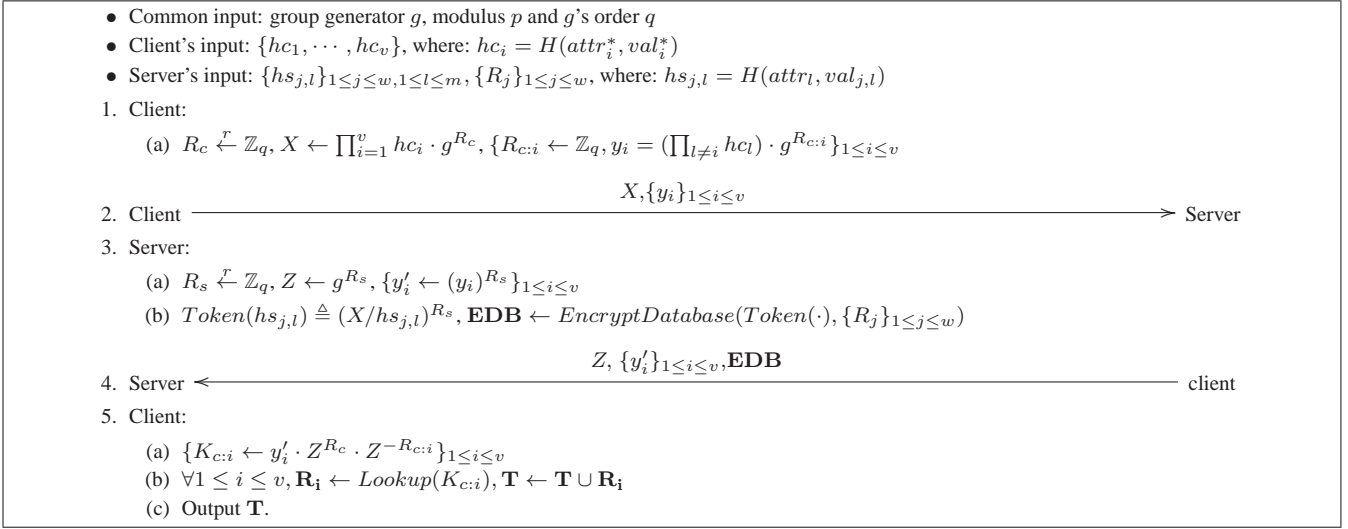 • Common input: group generator g, modulus p and g's order q
• Client's input: {hc_1, · · · , hc_v}, where: hc_i = H(attr_i^*, val_i^*)
• Server's input: {hs_{j,l}}_{1≤j≤w,1≤l≤m}, {R_j}_{1≤j≤w}, where: hs_{j,l} = H(attr_l, val_{j,l})
1. Client:
(a) R_c ←^r ℤ_q, X ← ∏_{i=1}^v hc_i · g^{R_c}, {R_{c:i} ← ℤ_q, y_i = (∏_{l≠i} hc_l) · g^{R_{c:i}}}_{1≤i≤v}
X,{y_i}_{1≤i≤v}
2. Client ⟶ Server
3. Server:
(a) R_s ←^r ℤ_q, Z ← g^{R_s}, {y'_i ← (y_i)^{R_s}}_{1≤i≤v}
(b) Token(hs_{j,l}) ≜ (X/hs_{j,l})^{R_s}, EDB ← EncryptDatabase(Token(·), {R_j}_{1≤j≤w})
Z, {y'_i}_{1≤i≤v},EDB
4. Server ⟵ client
5. Client:
(a) {K_{c:i} ← y'_i · Z^{R_c} · Z^{−R_{c:i}}}_{1≤i≤v}
(b) ∀1 ≤ i ≤ v, R_i ← Lookup(K_{c:i}), T ← T ∪ R_i
(c) Output T.